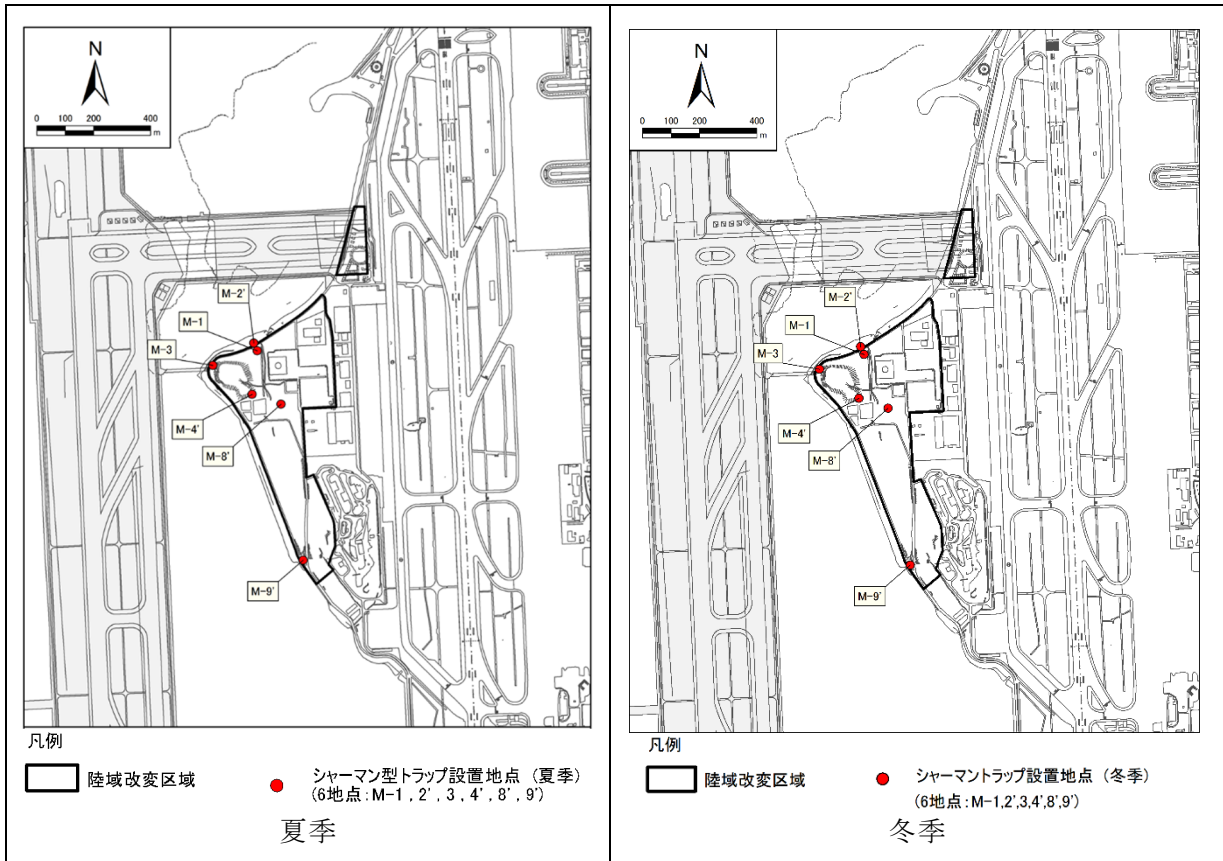 N
0 100 200 400
m
M-2'
M-1
M-3
M-4'
M-8'
M-9'
凡例
陸域改変区域
シャーマン型トラップ設置地点（夏季）
（6地点：M-1，2'，3，4'，8'，9'）
夏季
N
0 100 200 400
m
M-2'
M-1
M-3
M-4'
M-8'
M-9'
凡例
陸域改変区域
シャーマントラップ設置地点（冬季）
（6地点：M-1,2',3,4',8',9'）
冬季